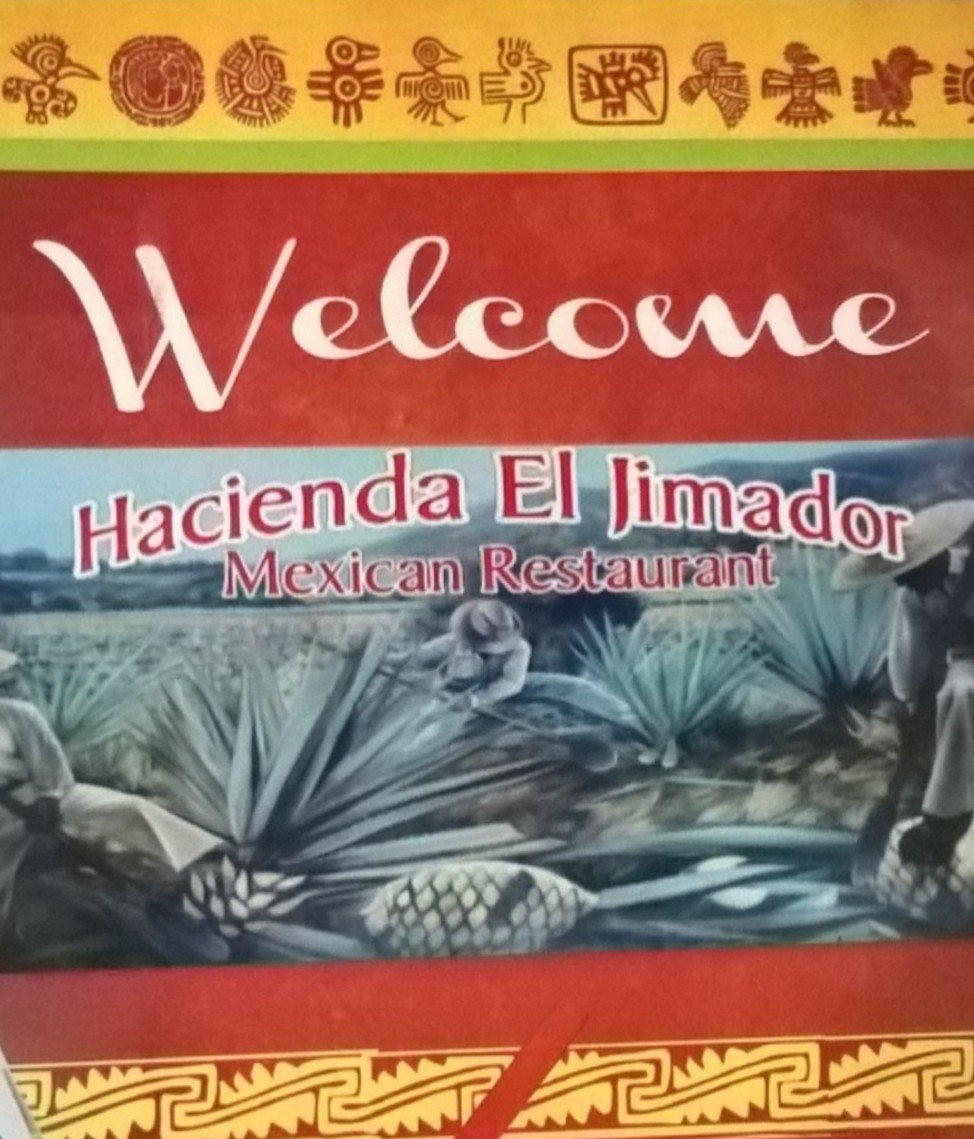 Welcome
Hacienda El Jimador
Mexican Restaurant